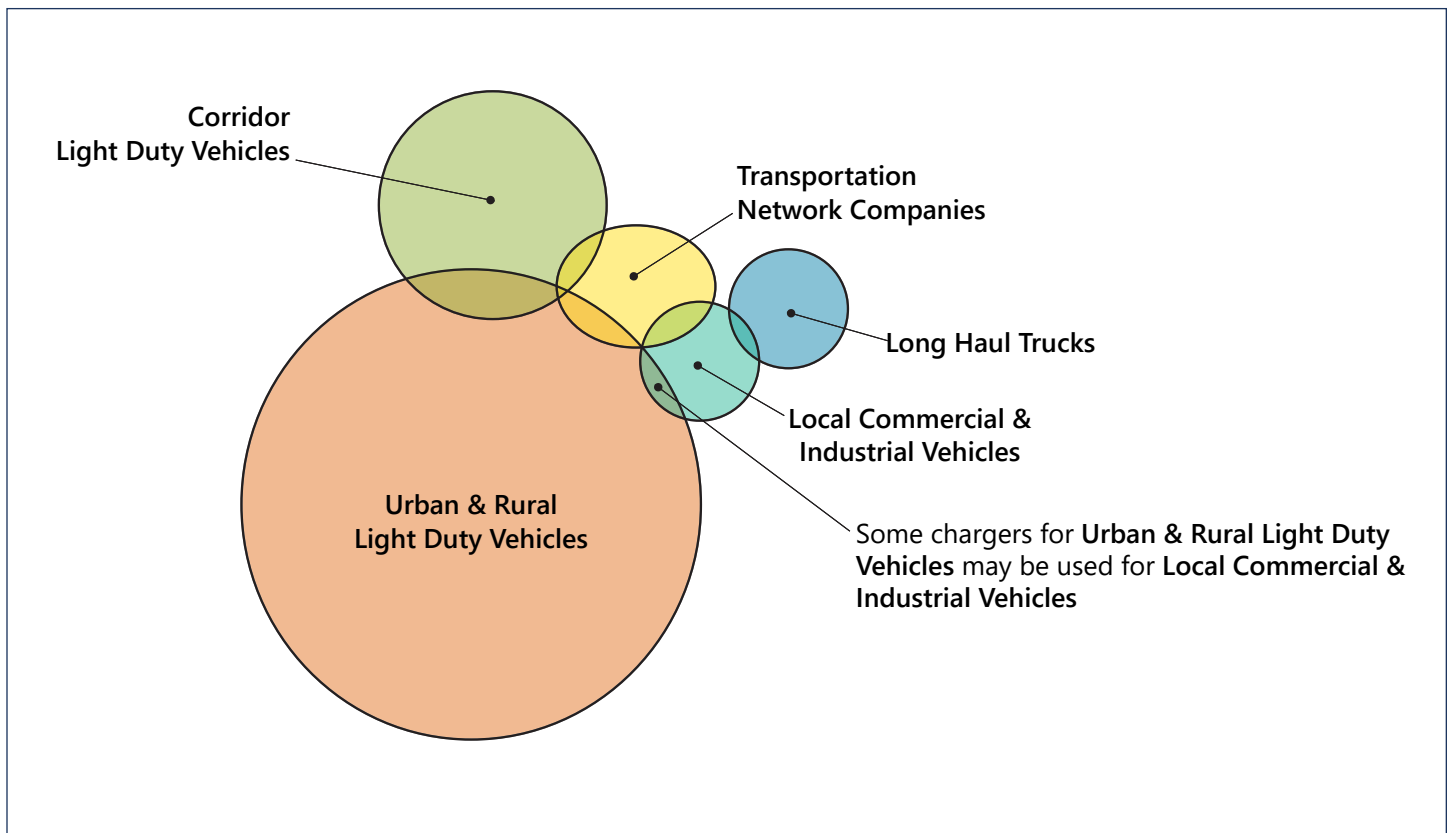 Corridor
Light Duty Vehicles
Transportation
Network Companies
Long Haul Trucks
Local Commercial &
Industrial Vehicles
Urban & Rural
Light Duty Vehicles
Some chargers for Urban & Rural Light Duty
Vehicles may be used for Local Commercial &
Industrial Vehicles